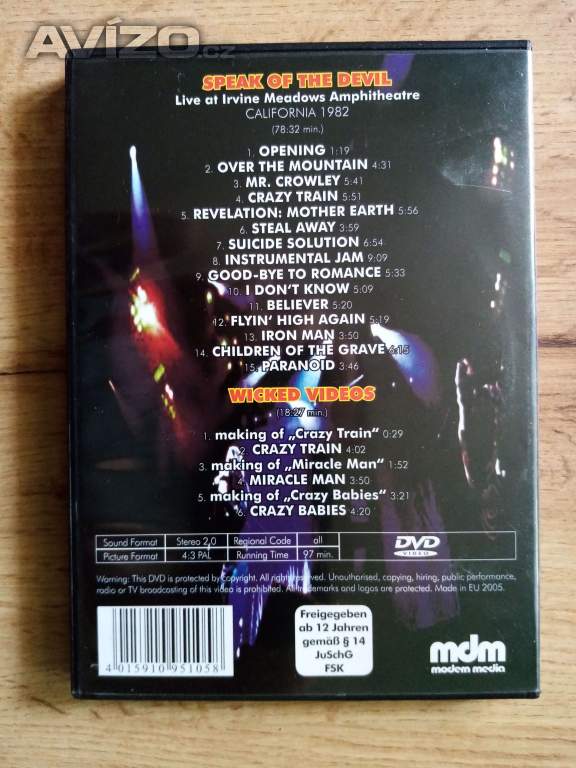 Avízo.cz
SPEAK OF THE DEVIL
Live at Irvine Meadows Amphitheatre
CALIFORNIA 1982
(78:32 min.)
1. OPENING 1:19
2. OVER THE MOUNTAIN 4:31
3. MR. CROWLEY 5:41
4. CRAZY TRAIN 5:51
5. REVELATION: MOTHER EARTH 5:56
6. STEAL AWAY 3:59
7. SUICIDE SOLUTION 6:54
8. INSTRUMENTAL JAM 9:09
9. GOOD-BYE TO ROMANCE 5:33
10. I DON'T KNOW 5:09
11. BELIEVER 5:20
12. FLYIN' HIGH AGAIN 5:19
13. IRON MAN 3:50
14. CHILDREN OF THE GRAVE 6:15
15. PARANOID 3:46
WICKED VIDEOS
(18:27 min.)
1. making of „Crazy Train“ 0:29
2. CRAZY TRAIN 4:02
3. making of „Miracle Man“ 1:52
4. MIRACLE MAN 3:50
5. making of „Crazy Babies“ 3:21
6. CRAZY BABIES 4:20
Sound Format Stereo 2,0 Regional Code all DVD
Picture Format 4:3 PAL Running Time 97 min. VIDEO
Warning: This DVD is protected by copyright. All rights reserved. Unauthorised, copying, hiring, public performance,
radio or TV broadcasting of this video is prohibited. All trademarks and logos are protected. Made in EU 2005.
4 015910 951058
Freigegeben
ab 12 Jahren
gemäß § 14
JuSchG
FSK
mdm
modern media